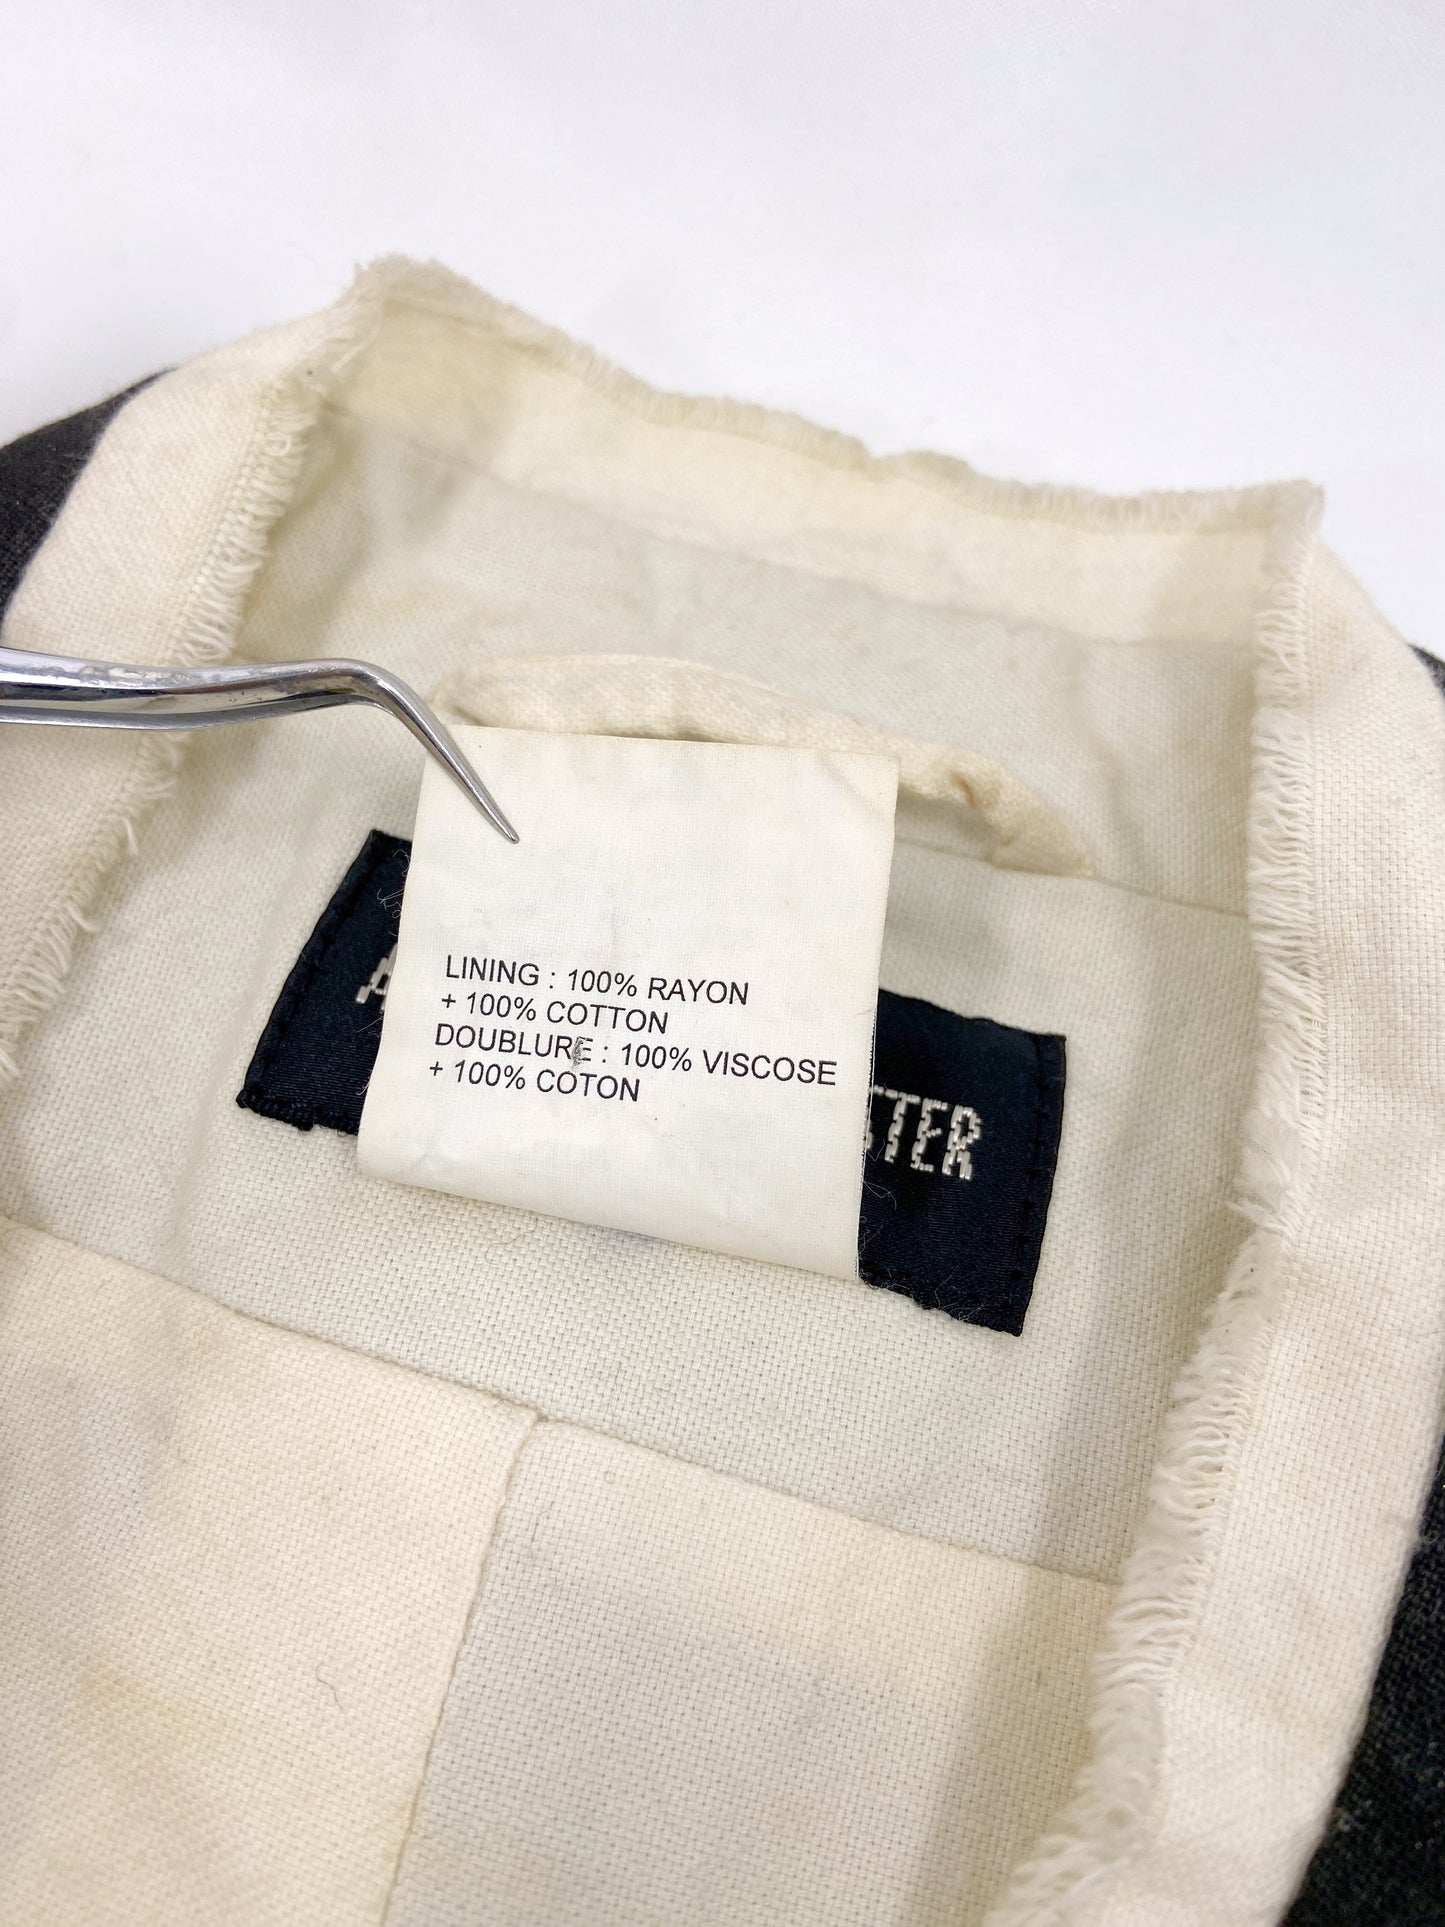 LINING : 100% RAYON
+ 100% COTTON
DOUBLURE : 100% VISCOSE
+ 100% COTON